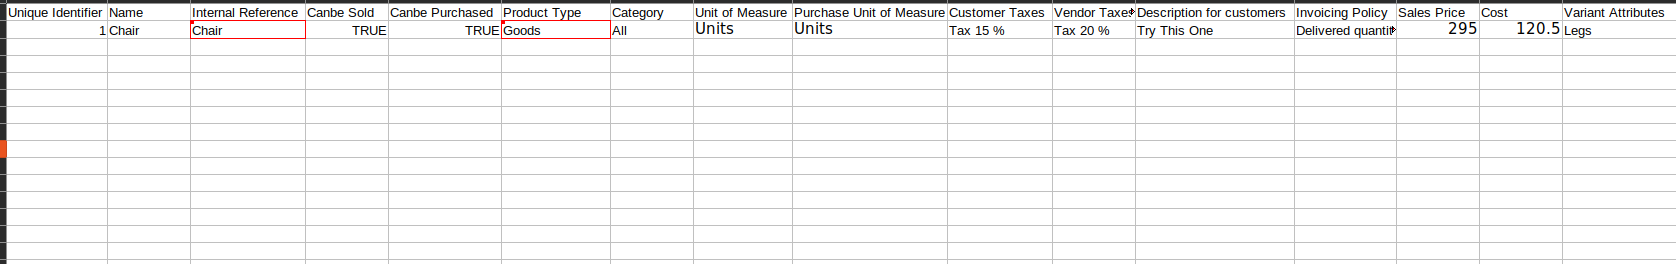 Unique Identifier Name Internal Reference Canbe Sold Canbe Purchased Product Type Category Unit of Measure Purchase Unit of Measure Customer Taxes Vendor Taxe Description for customers Invoicing Policy Sales Price Cost Variant Attributes
1 Chair Chair TRUE TRUE Goods All Units Units Tax 15 % Tax 20 % Try This One Delivered quantit 295 120.5 Legs